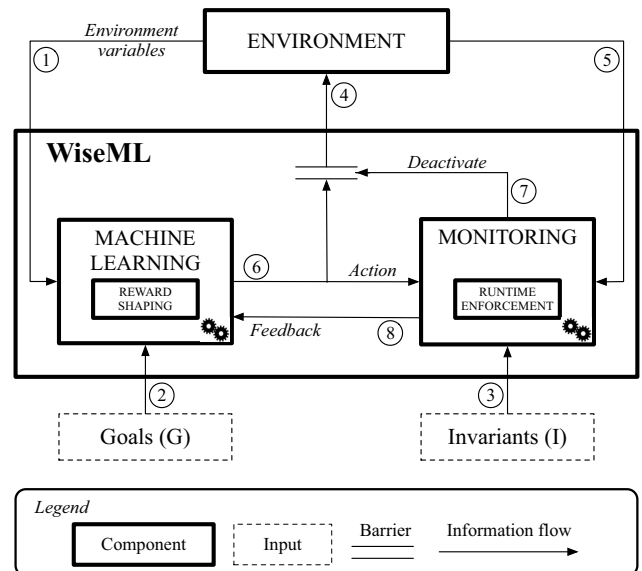 Environment
variables
ENVIRONMENT
1
5
4
WiseML
Deactivate
7
MACHINE
LEARNING
REWARD
SHAPING
6
Action
MONITORING
RUNTIME
ENFORCEMENT
Feedback
8
2
3
Goals (G)
Invariants (I)
Legend
Component
Input
Barrier
Information flow